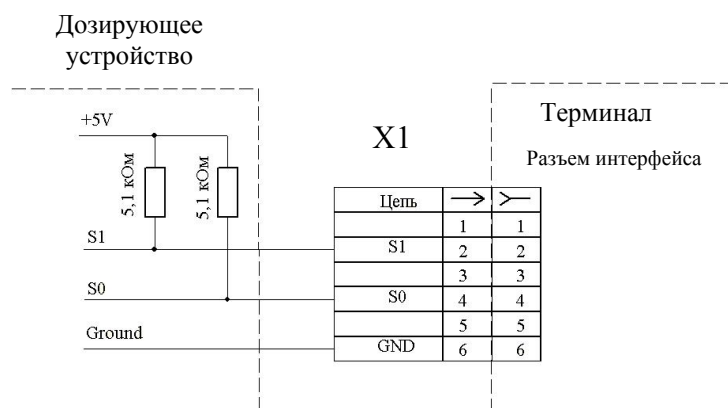 Дозирующее
устройство
Терминал
Разъем интерфейса
X1
+5V
5,1 кОм
5,1 кОм
S1
S0
Ground
Цепь
1 1
S1 2 2
3 3
S0 4 4
5 5
GND 6 6